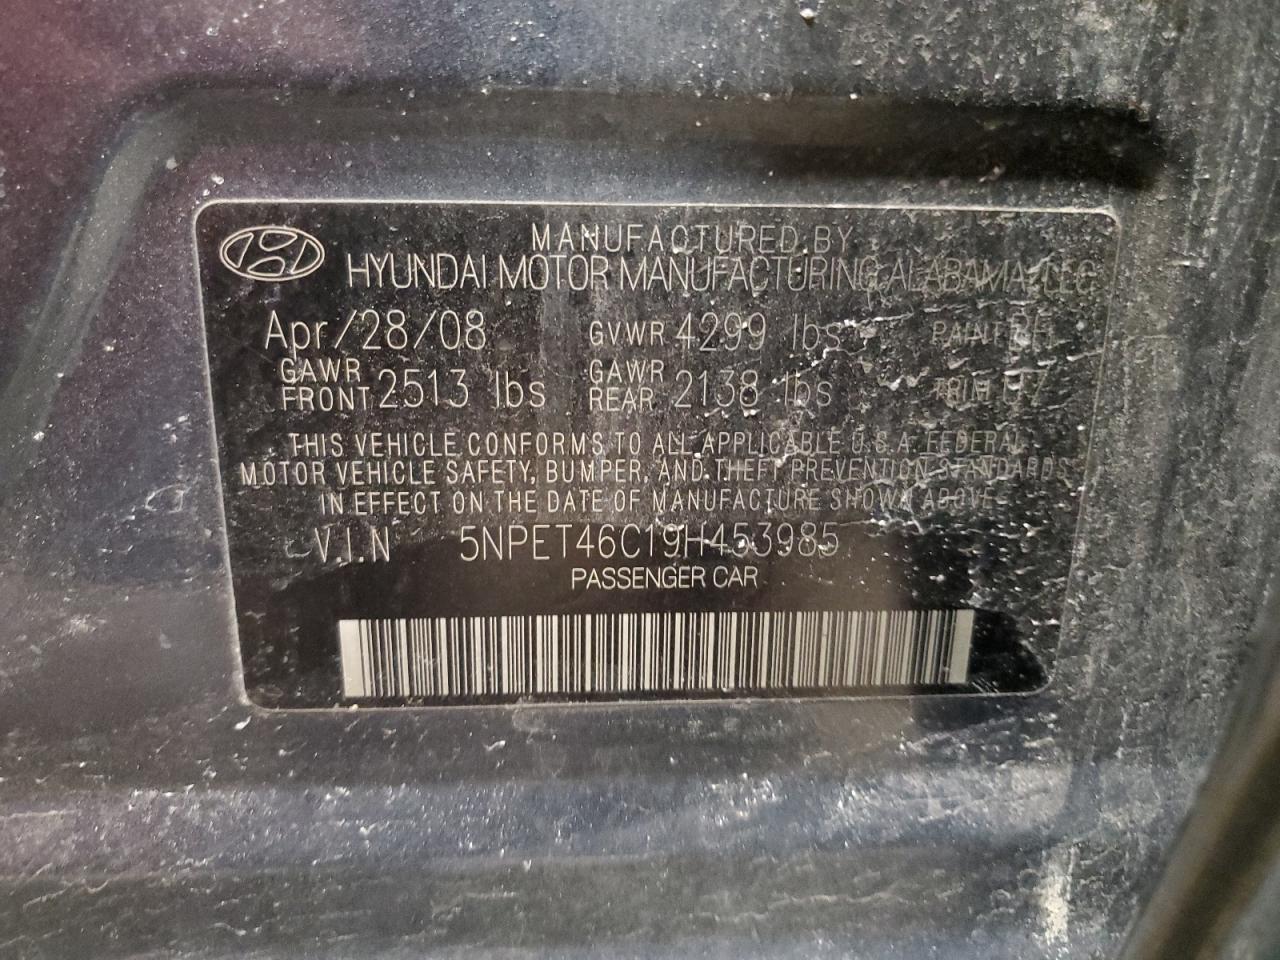 MANUFACTURED BY
HYUNDAI MOTOR MANUFACTURING ALABAMA, LLC
Apr/28/08 GVWR 4299 lbs PAINT
GAWR FRONT 2513 lbs GAWR REAR 2138 lbs TRIM
THIS VEHICLE CONFORMS TO ALL APPLICABLE U.S.A. FEDERAL
MOTOR VEHICLE SAFETY, BUMPER, AND THEFT PREVENTION STANDARDS
IN EFFECT ON THE DATE OF MANUFACTURE SHOWN ABOVE
V.I.N 5NPET46C19H453985
PASSENGER CAR